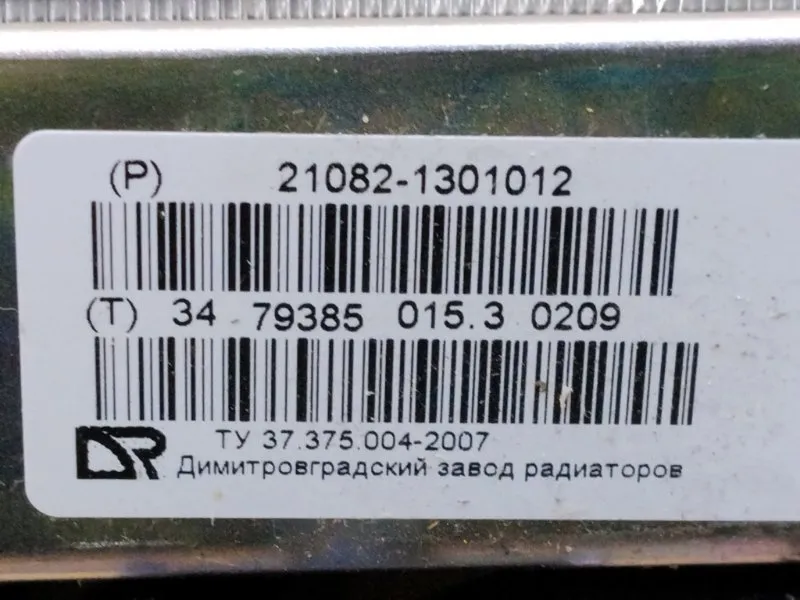 (P) 21082-1301012
(T) 34 79385 015.3 0209
ТУ 37.375.004-2007
Димитровградский завод радиаторов